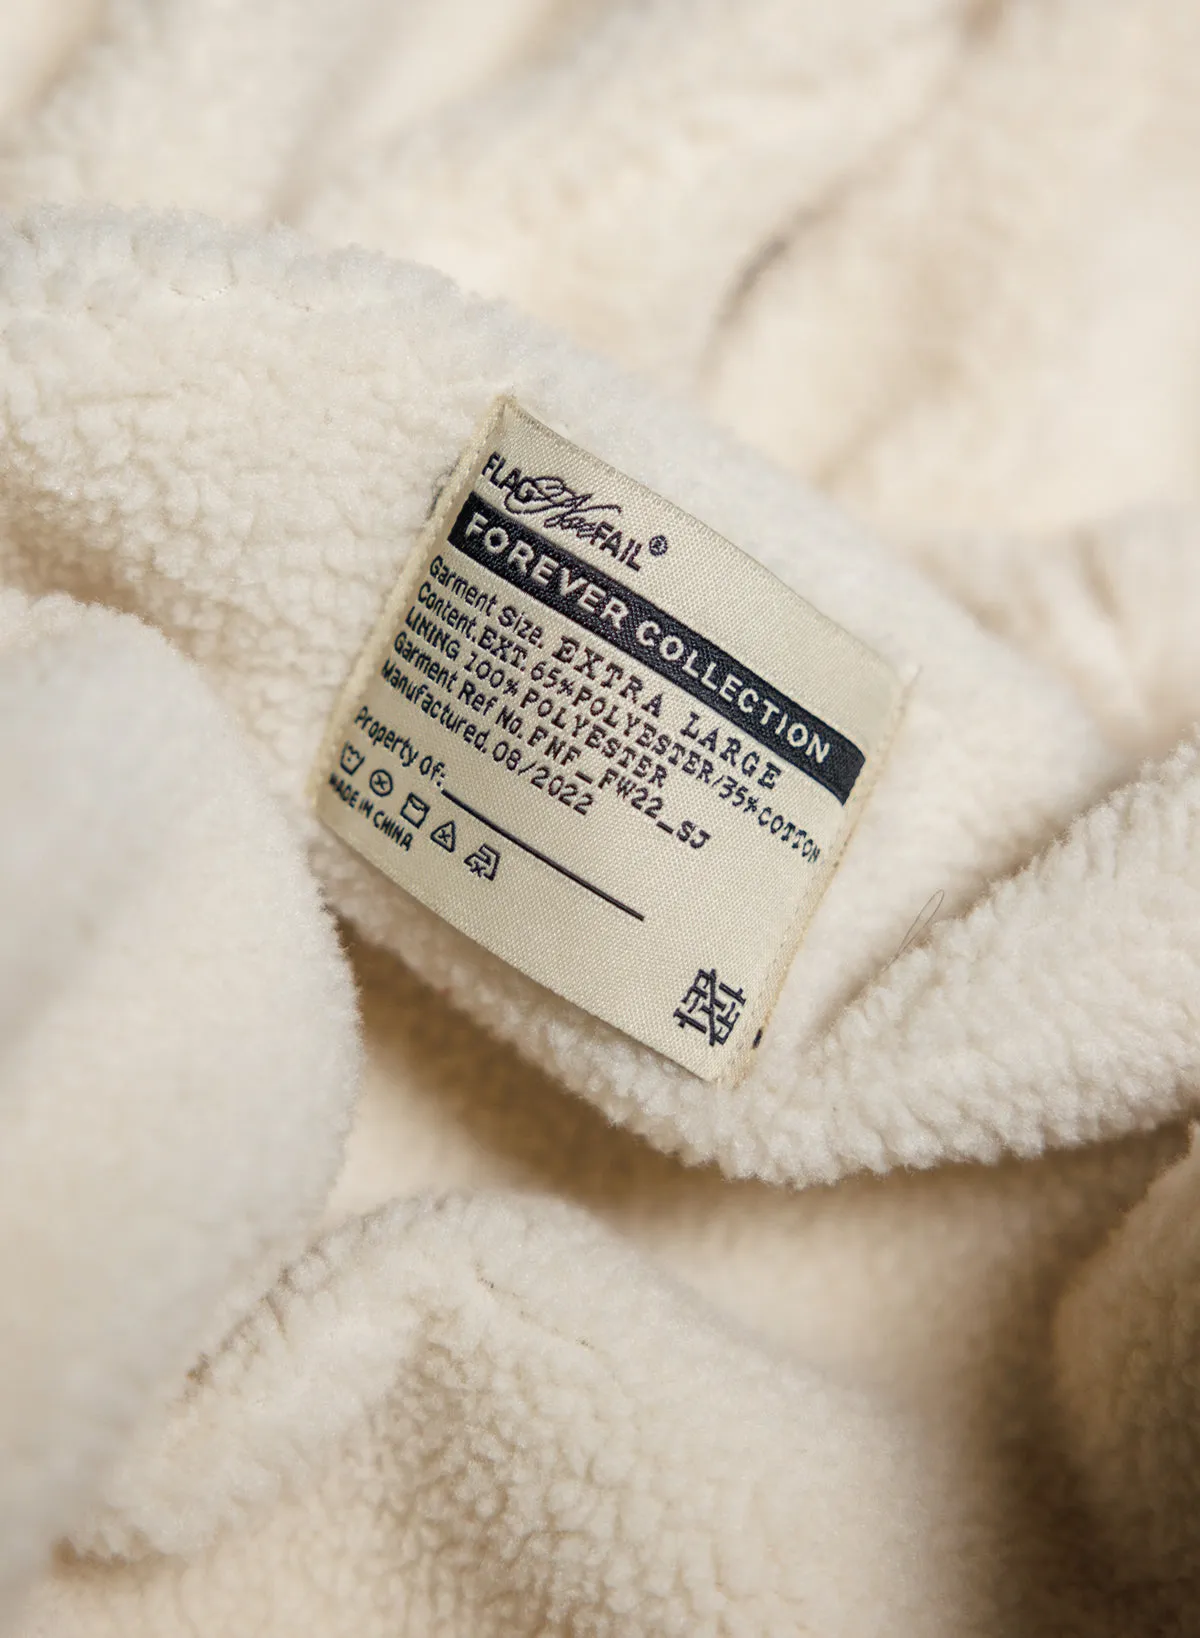 FLAG Nor FAIL®
FOREVER COLLECTION
Garment Size. EXTRA LARGE
Content. EXT. 65%POLYESTER/35%COTTON
LINING 100% POLYESTER
Garment Ref No. FNF_FW22_SJ
Manufactured. 08/2022
Property of:
MADE IN CHINA